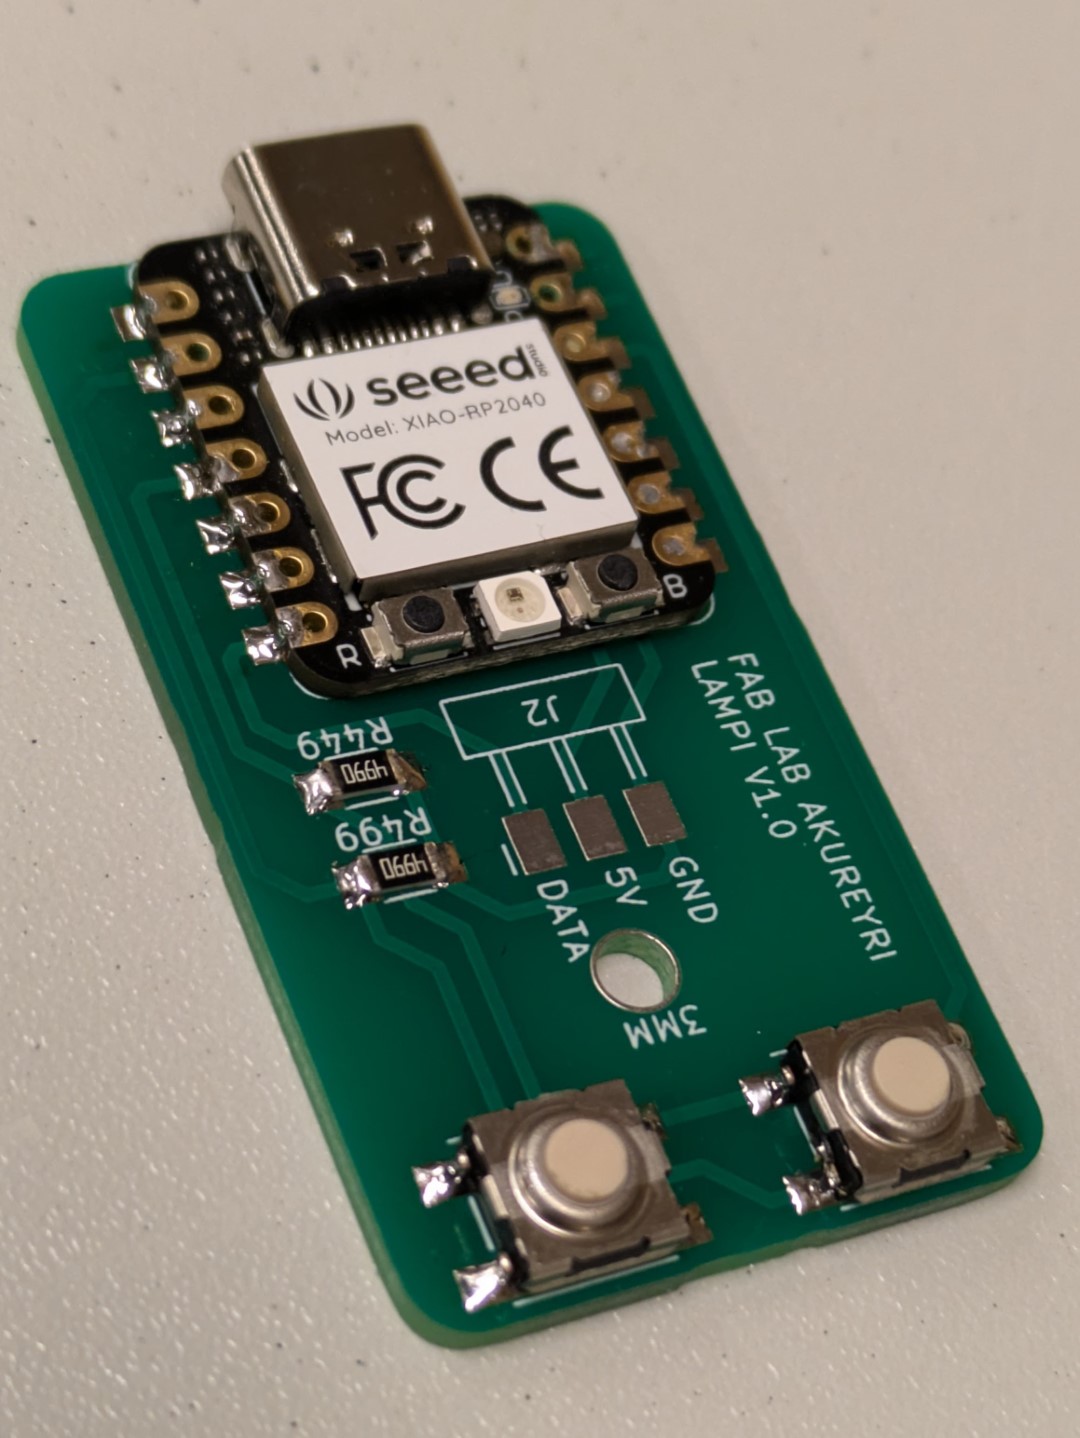 seeed studio
Model: XIAO-RP2040
FC CE
R
B
J2
R449
4990
R499
4990
DATA
5V
GND
FAB LAB AKUREYRI
LAMPI V1.0
3MM